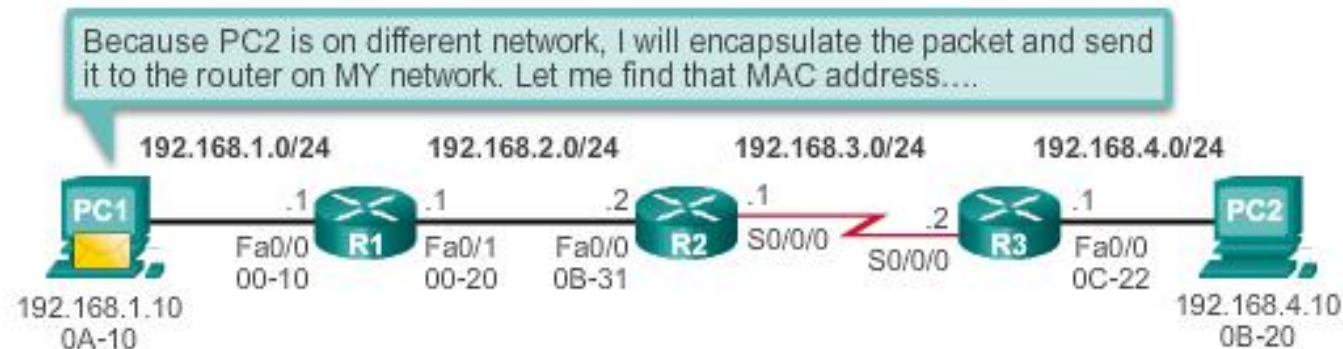 Because PC2 is on different network, I will encapsulate the packet and send
it to the router on MY network. Let me find that MAC address....
192.168.1.0/24 192.168.2.0/24 192.168.3.0/24 192.168.4.0/24
PC1 .1 R1 .1 .2 R2 .1 .2 R3 .1 PC2
Fa0/0 Fa0/1 Fa0/0 S0/0/0 S0/0/0 Fa0/0
00-10 00-20 0B-31 0C-22
192.168.1.10 192.168.4.10
0A-10 0B-20